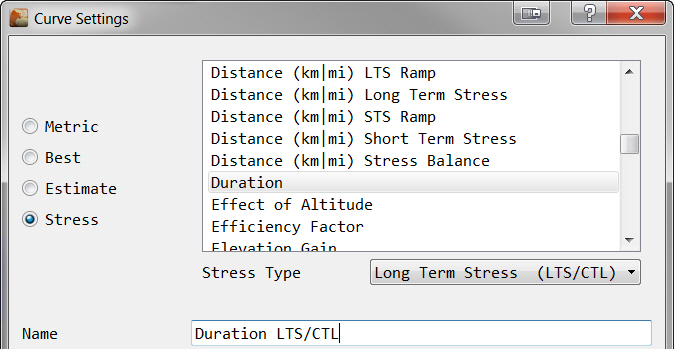 Curve Settings
Distance (km|mi) LTS Ramp
Distance (km|mi) Long Term Stress
Distance (km|mi) STS Ramp
Distance (km|mi) Short Term Stress
Distance (km|mi) Stress Balance
Duration
Effect of Altitude
Efficiency Factor
Elevation Gain
Metric
Best
Estimate
Stress
Stress Type
Long Term Stress (LTS/CTL)
Name
Duration LTS/CTL